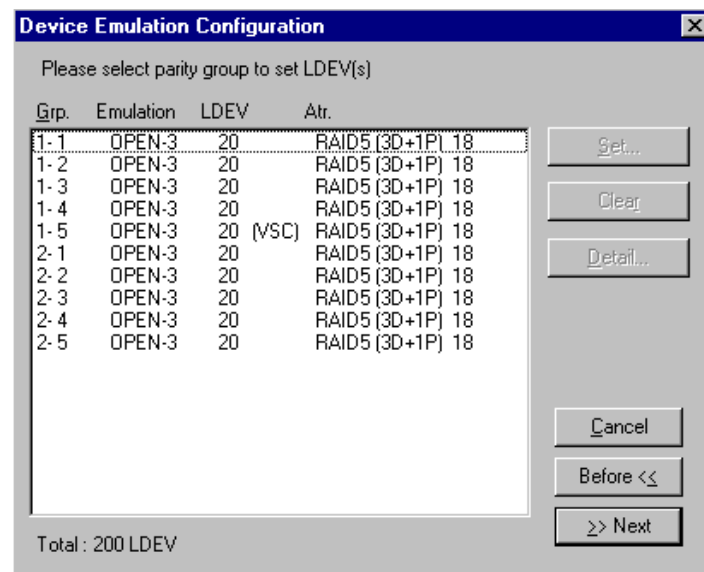 Device Emulation Configuration
Please select parity group to set LDEV(s)
Grp. Emulation LDEV Atr.
1- 1 OPEN-3 20 RAID5 (3D+1P) 18
1- 2 OPEN-3 20 RAID5 (3D+1P) 18
1- 3 OPEN-3 20 RAID5 (3D+1P) 18
1- 4 OPEN-3 20 RAID5 (3D+1P) 18
1- 5 OPEN-3 20 (VSC) RAID5 (3D+1P) 18
2- 1 OPEN-3 20 RAID5 (3D+1P) 18
2- 2 OPEN-3 20 RAID5 (3D+1P) 18
2- 3 OPEN-3 20 RAID5 (3D+1P) 18
2- 4 OPEN-3 20 RAID5 (3D+1P) 18
2- 5 OPEN-3 20 RAID5 (3D+1P) 18
Total : 200 LDEV
Set...
Clear
Detail...
Cancel
Before <<
>> Next